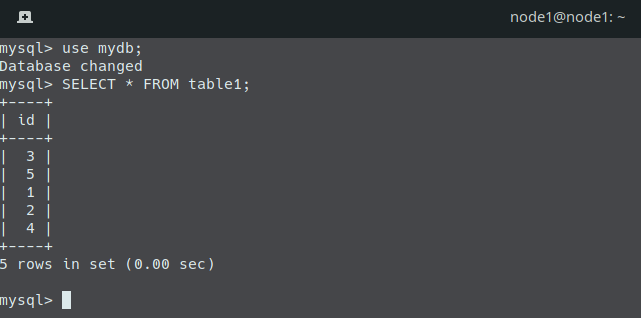 node1@node1: ~
mysql> use mydb;
Database changed
mysql> SELECT * FROM table1;
+----+
| id |
+----+
|  3 |
|  5 |
|  1 |
|  2 |
|  4 |
+----+
5 rows in set (0.00 sec)
mysql>